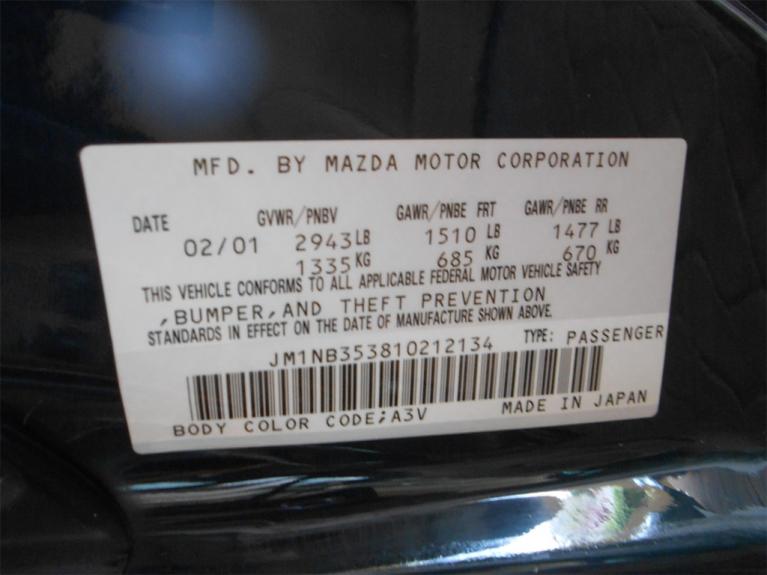 MFD. BY MAZDA MOTOR CORPORATION
DATE GVWR/PNBV GAWR/PNBE FRT GAWR/PNBE RR
02/01 2943 LB 1510 LB 1477 LB
1335 KG 685 KG 670 KG
THIS VEHICLE CONFORMS TO ALL APPLICABLE FEDERAL MOTOR VEHICLE SAFETY
,BUMPER,AND THEFT PREVENTION
STANDARDS IN EFFECT ON THE DATE OF MANUFACTURE SHOWN ABOVE.
JM1NB353810212134 TYPE: PASSENGER
BODY COLOR CODE;A3V MADE IN JAPAN